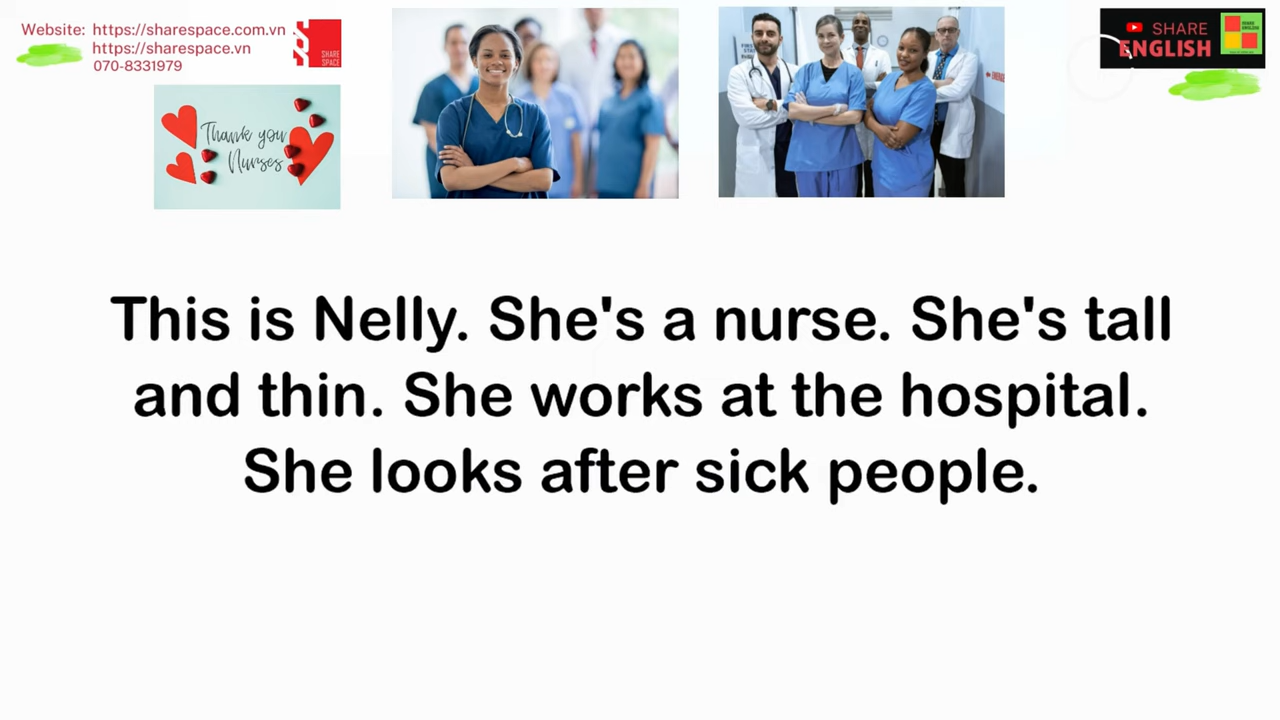 Website: https://sharespace.com.vn
https://sharespace.vn
070-8331979
SHARE
SPACE
Thank you
Nurses
SHARE
ENGLISH
This is Nelly. She's a nurse. She's tall
and thin. She works at the hospital.
She looks after sick people.